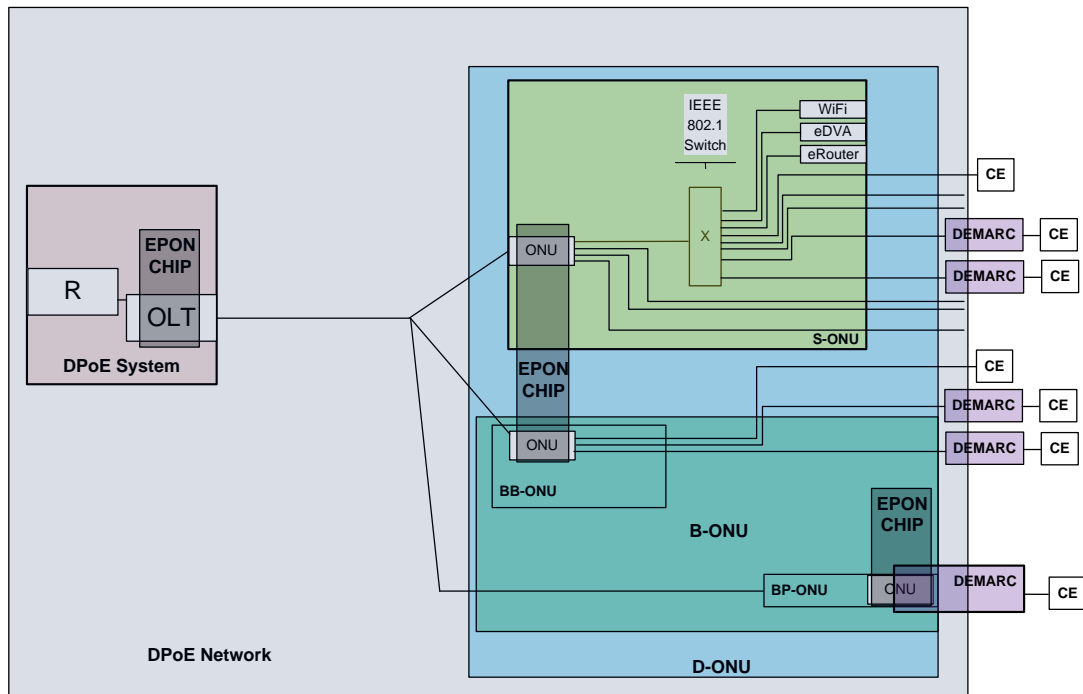 IEEE
802.1
Switch
WiFi
eDVA
eRouter
CE
EPON
CHIP
R
OLT
DPoE System
ONU
X
DEMARC
CE
DEMARC
CE
S-ONU
EPON
CHIP
CE
DEMARC
CE
ONU
DEMARC
CE
BB-ONU
EPON
CHIP
B-ONU
BP-ONU
ONU
DEMARC
CE
DPoE Network
D-ONU